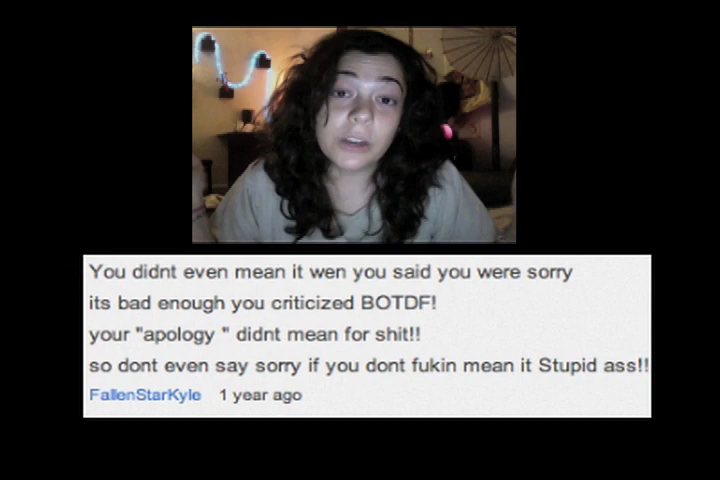 You didnt even mean it wen you said you were sorry
its bad enough you criticized BOTDF!
your "apology " didnt mean for shit!!
so dont even say sorry if you dont fukin mean it Stupid ass!!
FallenStarKyle 1 year ago